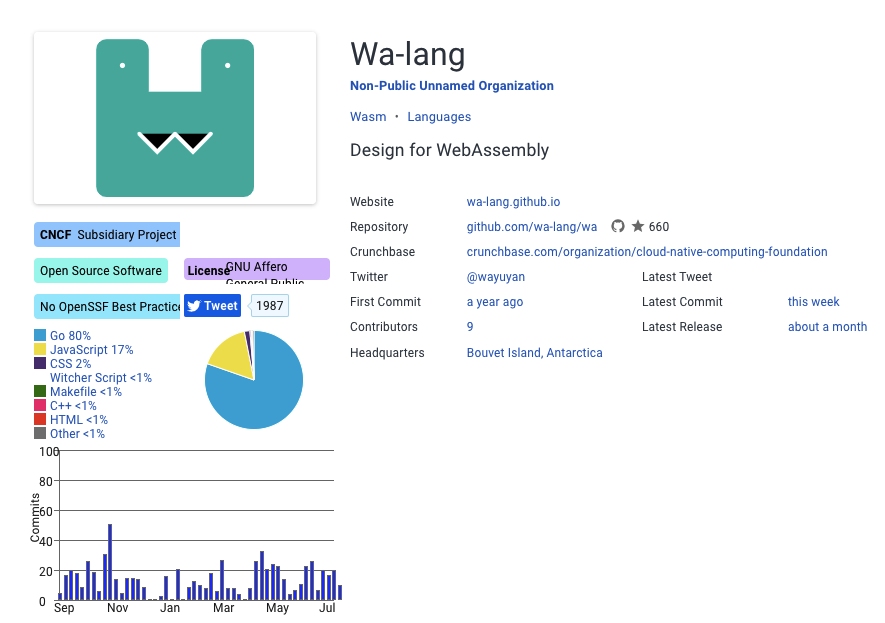 Wa-lang
Non-Public Unnamed Organization
Wasm • Languages
Design for WebAssembly
Website wa-lang.github.io
Repository github.com/wa-lang/wa 660
Crunchbase crunchbase.com/organization/cloud-native-computing-foundation
Twitter @wayuyan Latest Tweet
First Commit a year ago Latest Commit this week
Contributors 9 Latest Release about a month
Headquarters Bouvet Island, Antarctica
CNCF Subsidiary Project
Open Source Software
License GNU Affero
General Public
No OpenSSF Best Practice
Tweet 1987
Go 80%
JavaScript 17%
CSS 2%
Witcher Script <1%
Makefile <1%
C++ <1%
HTML <1%
Other <1%
Commits
100
80
60
40
20
0
Sep Nov Jan Mar May Jul